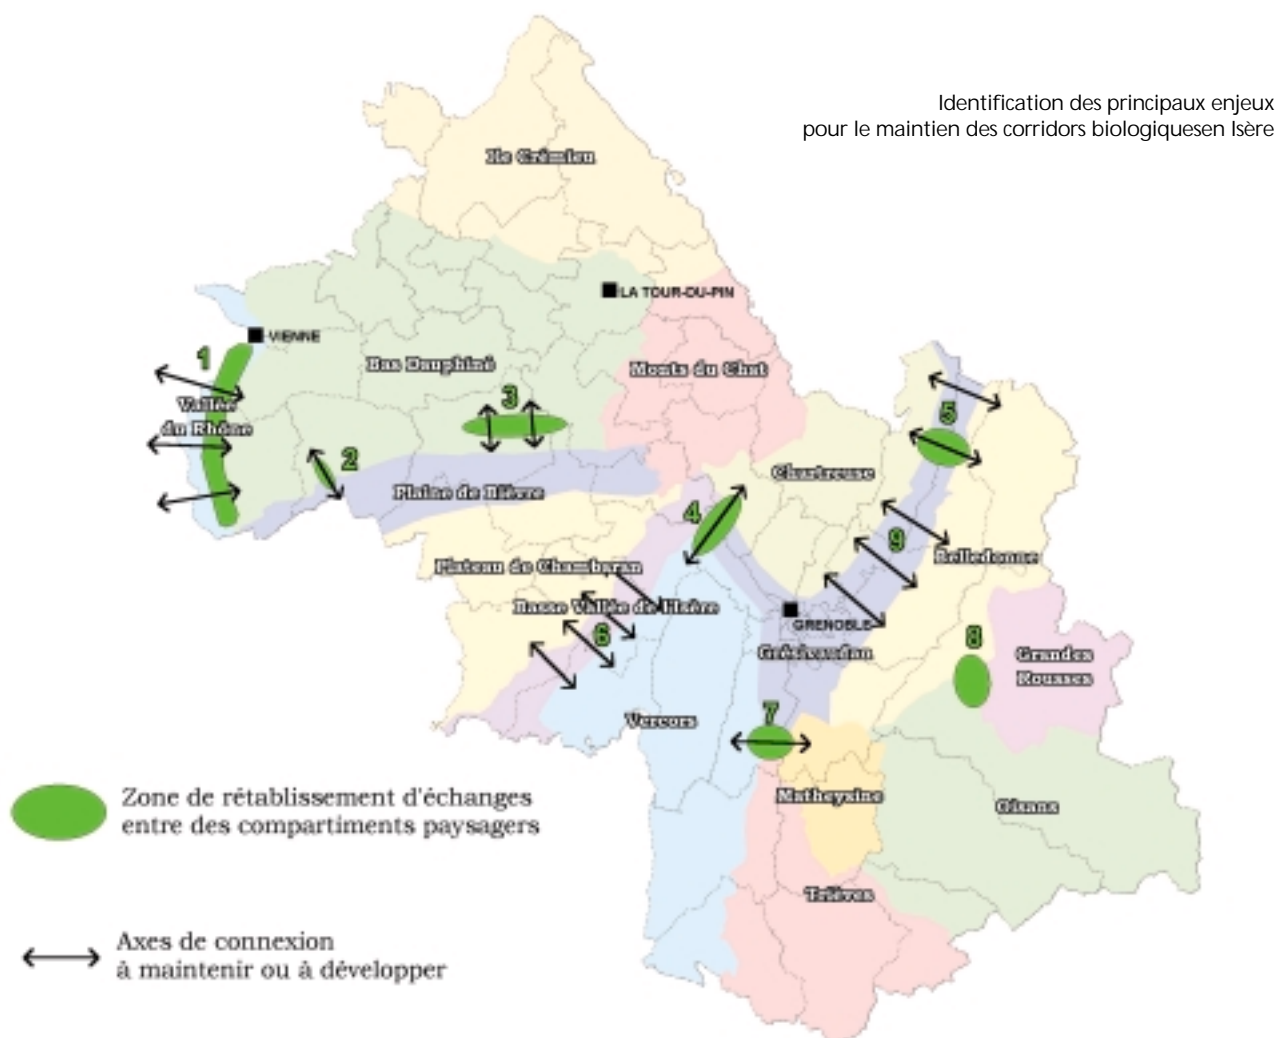 Identification des principaux enjeux
pour le maintien des corridors biologiquesen Isère
Ile Crémieu
LA TOUR-DU-PIN
VIENNE
1
Bas Dauphiné
Monts du Chat
Vallée
du Rhône
3
5
2
Plaine de Bièvre
Chartreuse
4
9
Belledonne
Plateau de Chambaran
Basse Vallée de l'Isère
6
GRENOBLE
Grésivaudan
8
Grandes
Rousses
Vercors
7
Matheysine
Oisans
Trièves
Zone de rétablissement d'échanges
entre des compartiments paysagers
Axes de connexion
à maintenir ou à développer